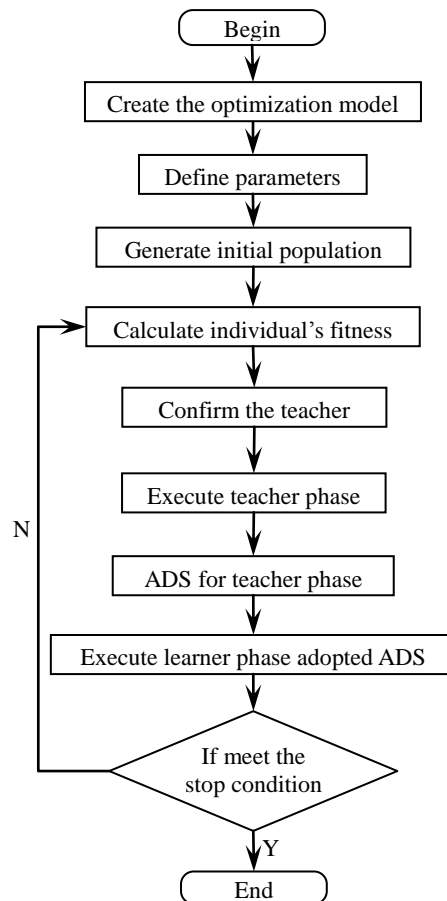 Begin
Create the optimization model
Define parameters
Generate initial population
Calculate individual's fitness
Confirm the teacher
Execute teacher phase
N
ADS for teacher phase
Execute learner phase adopted ADS
If meet the
stop condition
Y
End